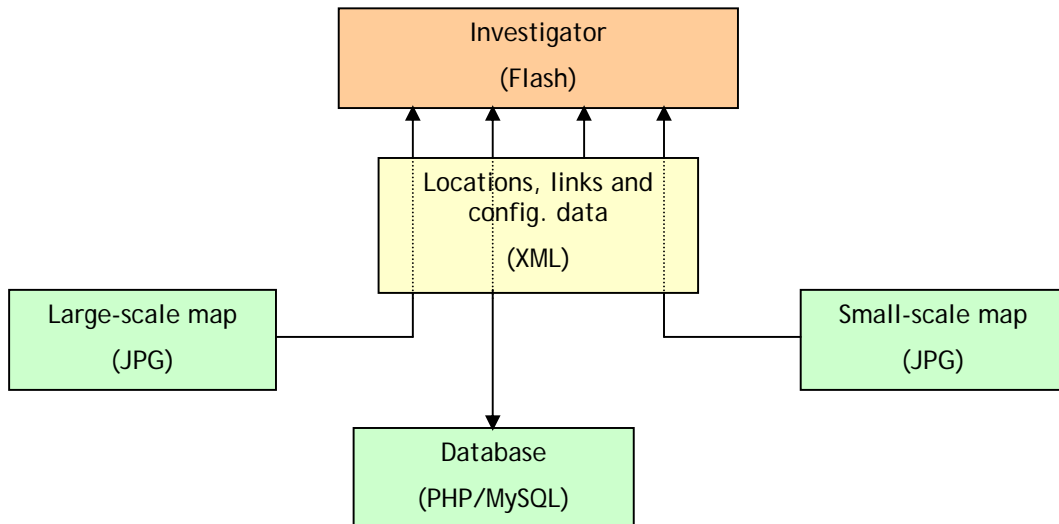 Investigator
(Flash)
Locations, links and
config. data
(XML)
Large-scale map
(JPG)
Small-scale map
(JPG)
Database
(PHP/MySQL)